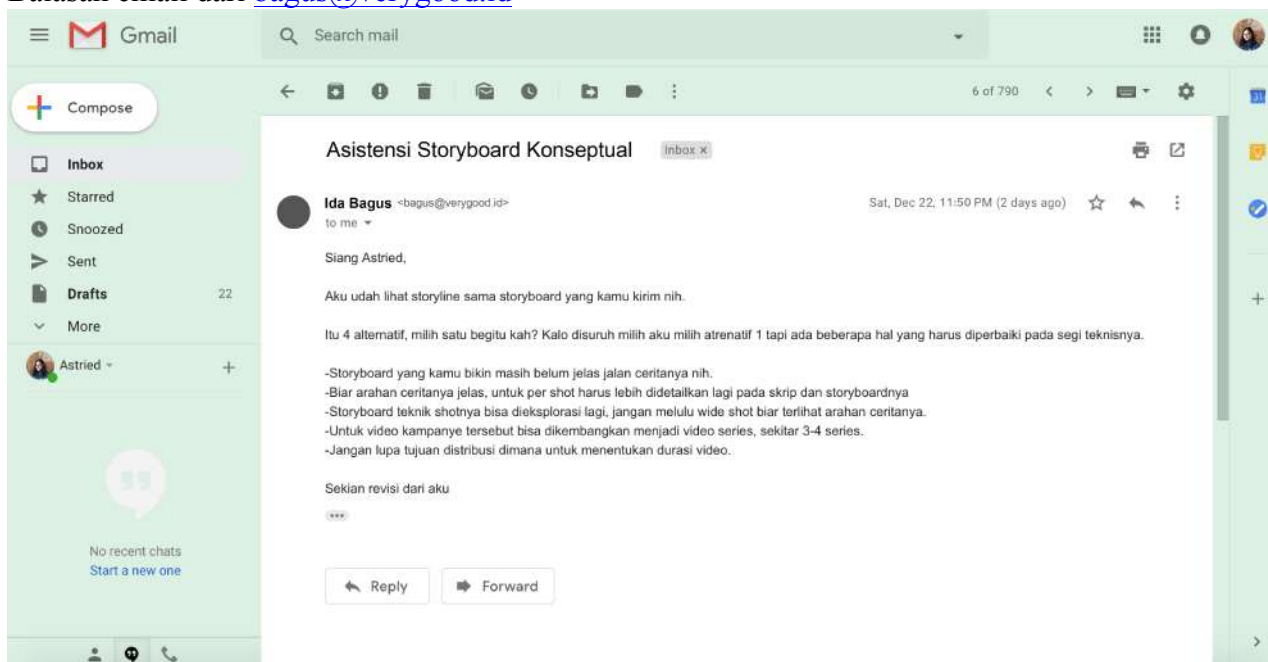 Balasan email dari bagus@verygood.id
Gmail
Search mail
Compose
6 of 790
31
Inbox
Starred
Snoozed
Sent
Drafts 22
More
Astried
No recent chats
Start a new one
Asistensi Storyboard Konseptual Inbox x
Ida Bagus <bagus@verygood.id> Sat, Dec 22, 11:50 PM (2 days ago)
to me
Siang Astried,
Aku udah lihat storyline sama storyboard yang kamu kirim nih.
Itu 4 alternatif, milih satu begitu kah? Kalo disuruh milih aku milih atrenatif 1 tapi ada beberapa hal yang harus diperbaiki pada segi teknisnya.
-Storyboard yang kamu bikin masih belum jelas jalan ceritanya nih.
-Biar arahan ceritanya jelas, untuk per shot harus lebih didetailkan lagi pada skrip dan storyboardnya
-Storyboard teknik shotnya bisa dieksplorasi lagi, jangan melulu wide shot biar terlihat arahan ceritanya.
-Untuk video kampanye tersebut bisa dikembangkan menjadi video series, sekitar 3-4 series.
-Jangan lupa tujuan distribusi dimana untuk menentukan durasi video.
Sekian revisi dari aku
Reply
Forward